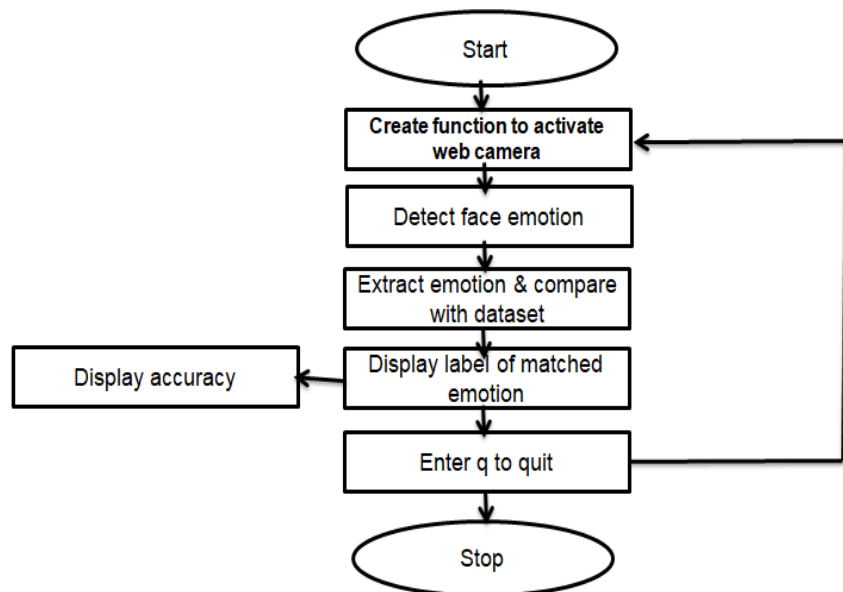 Start
Create function to activate
web camera
Detect face emotion
Extract emotion & compare
with dataset
Display accuracy
Display label of matched
emotion
Enter q to quit
Stop